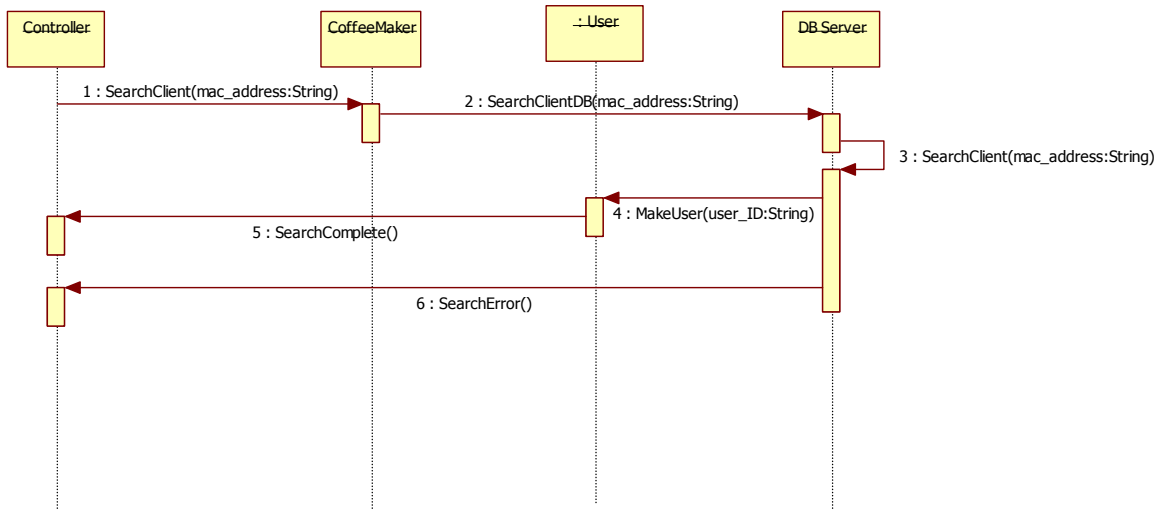 Controller
CoffeeMaker
: User
DB Server
1 : SearchClient(mac_address:String)
2 : SearchClientDB(mac_address:String)
3 : SearchClient(mac_address:String)
4 : MakeUser(user_ID:String)
5 : SearchComplete()
6 : SearchError()